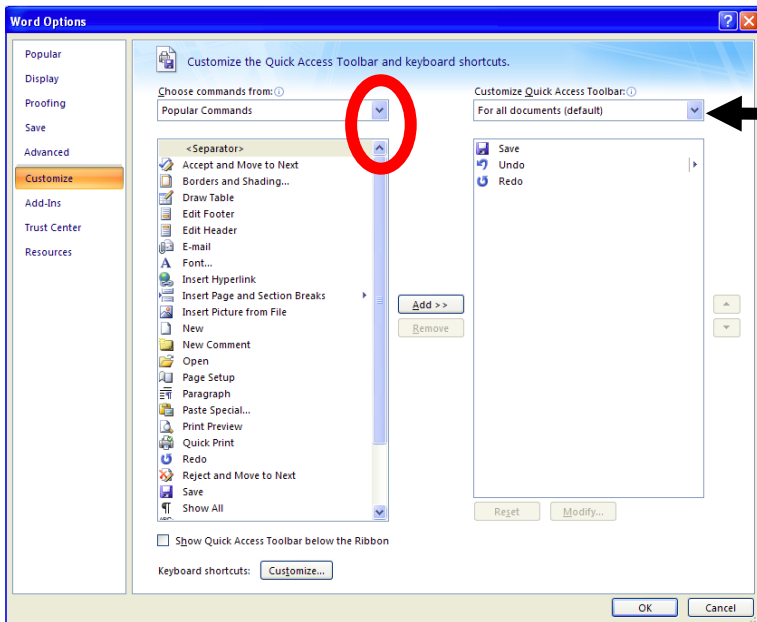 Word Options
Popular
Display
Proofing
Save
Advanced
Customize
Add-Ins
Trust Center
Resources
Customize the Quick Access Toolbar and keyboard shortcuts.
Choose commands from:
Popular Commands
<Separator>
Accept and Move to Next
Borders and Shading...
Draw Table
Edit Footer
Edit Header
E-mail
Font...
Insert Hyperlink
Insert Page and Section Breaks
Insert Picture from File
New
New Comment
Open
Page Setup
Paragraph
Paste Special...
Print Preview
Quick Print
Redo
Reject and Move to Next
Save
Show All
Add >>
Remove
Customize Quick Access Toolbar:
For all documents (default)
Save
Undo
Redo
Reset
Modify...
Show Quick Access Toolbar below the Ribbon
Keyboard shortcuts: Customize...
OK
Cancel